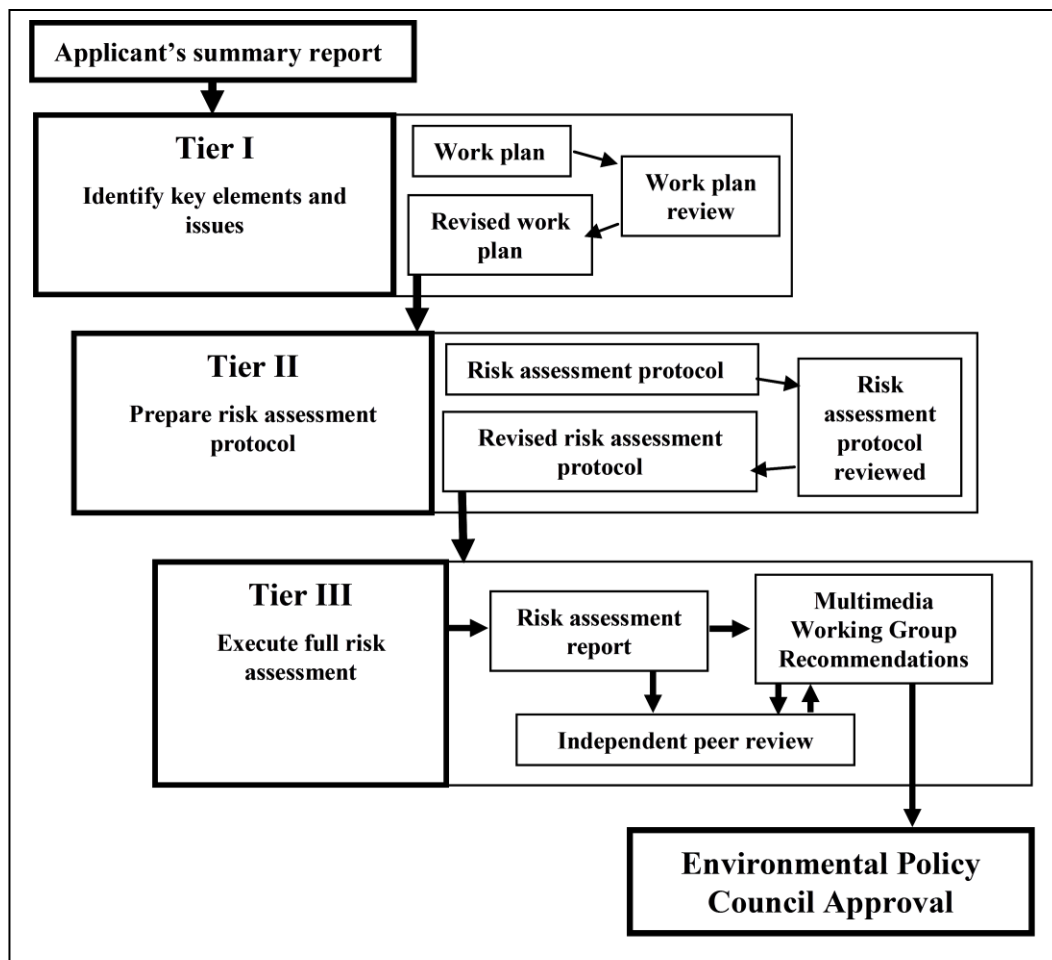 Applicant's summary report
Tier I
Identify key elements and
issues
Work plan
Work plan
review
Revised work
plan
Tier II
Prepare risk assessment
protocol
Risk assessment protocol
Risk
assessment
protocol
reviewed
Revised risk assessment
protocol
Tier III
Execute full risk
assessment
Risk assessment
report
Multimedia
Working Group
Recommendations
Independent peer review
Environmental Policy
Council Approval